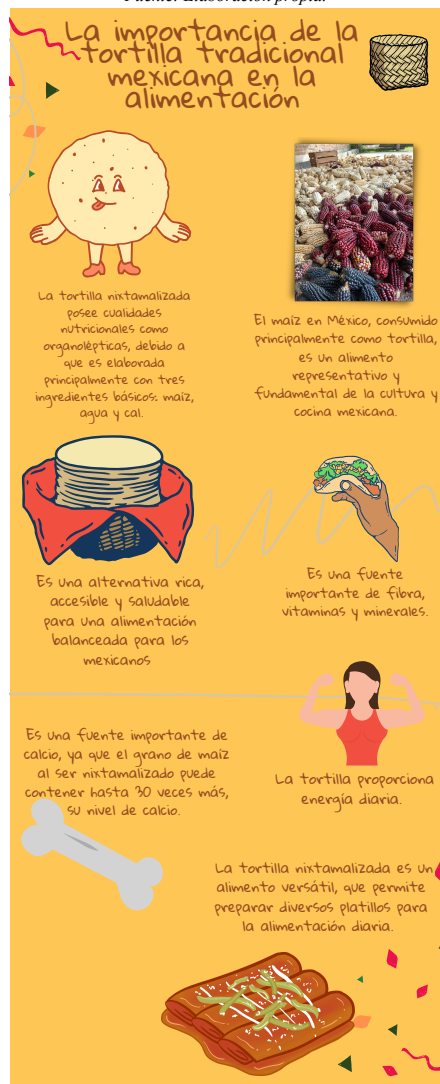 Fuente: Elaboración propia.
La importancia de la
tortilla tradicional
mexicana en la
alimentación
La tortilla nixtamalizada
posee cualidades
nutricionales como
organolépticas, debido a
que es elaborada
principalmente con tres
ingredientes básicos: maíz,
agua y cal.
El maíz en México, consumido
principalmente como tortilla,
es un alimento
representativo y
fundamental de la cultura y
cocina mexicana.
Es una alternativa rica,
accesible y saludable
para una alimentación
balanceada para los
mexicanos
Es una fuente
importante de fibra,
vitaminas y minerales.
Es una fuente importante de
calcio, ya que el grano de maíz
al ser nixtamalizado puede
contener hasta 30 veces más,
su nivel de calcio.
La tortilla proporciona
energía diaria.
La tortilla nixtamalizada es un
alimento versátil, que permite
preparar diversos platillos para
la alimentación diaria.